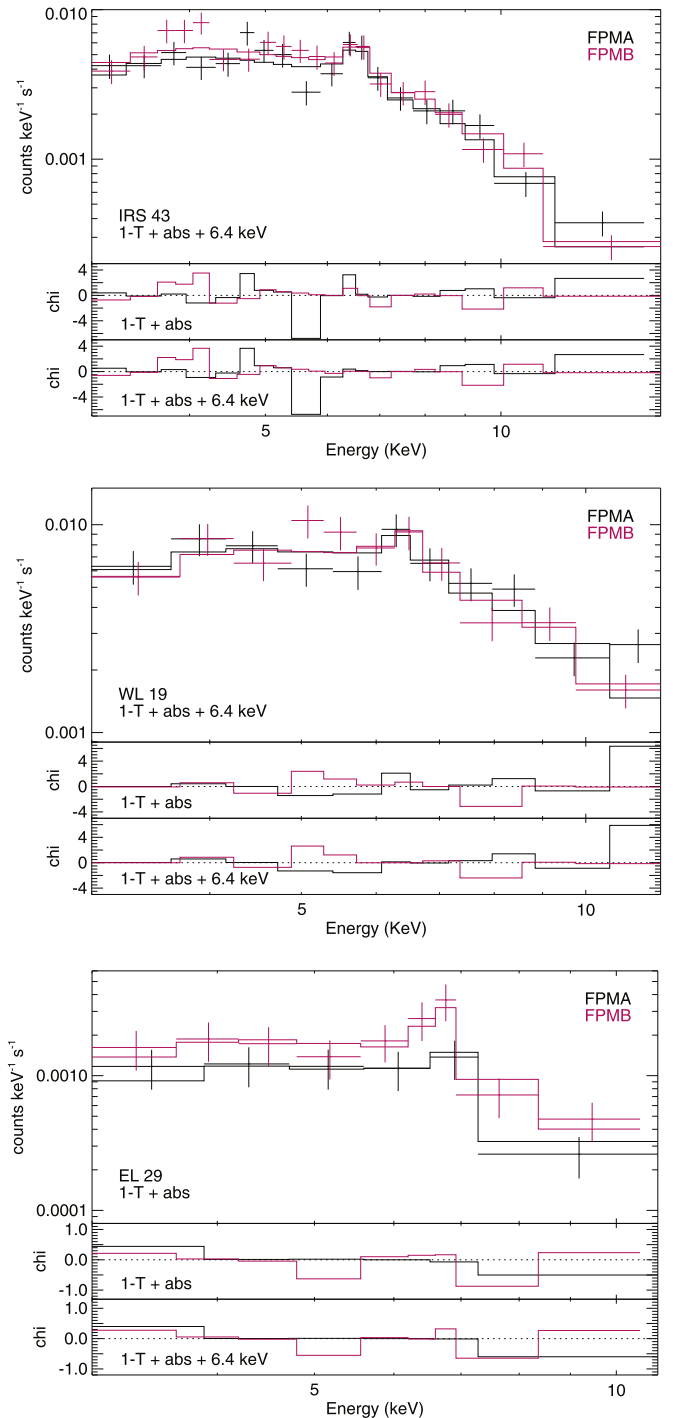 0.010
FPMA
FPMB
counts keV⁻¹ s⁻¹
0.001
IRS 43
1-T + abs + 6.4 keV
4
0
-4
chi
1-T + abs
4
0
-4
chi
1-T + abs + 6.4 keV
5
10
Energy (KeV)
FPMA
FPMB
0.010
counts keV⁻¹ s⁻¹
WL 19
1-T + abs + 6.4 keV
0.001
4
0
-4
chi
1-T + abs
4
0
-4
chi
1-T + abs + 6.4 keV
5
10
Energy (KeV)
FPMA
FPMB
counts keV⁻¹ s⁻¹
0.0010
EL 29
1-T + abs
0.0001
1.0
0.0
-1.0
chi
1-T + abs
1.0
0.0
-1.0
chi
1-T + abs + 6.4 keV
5
10
Energy (keV)